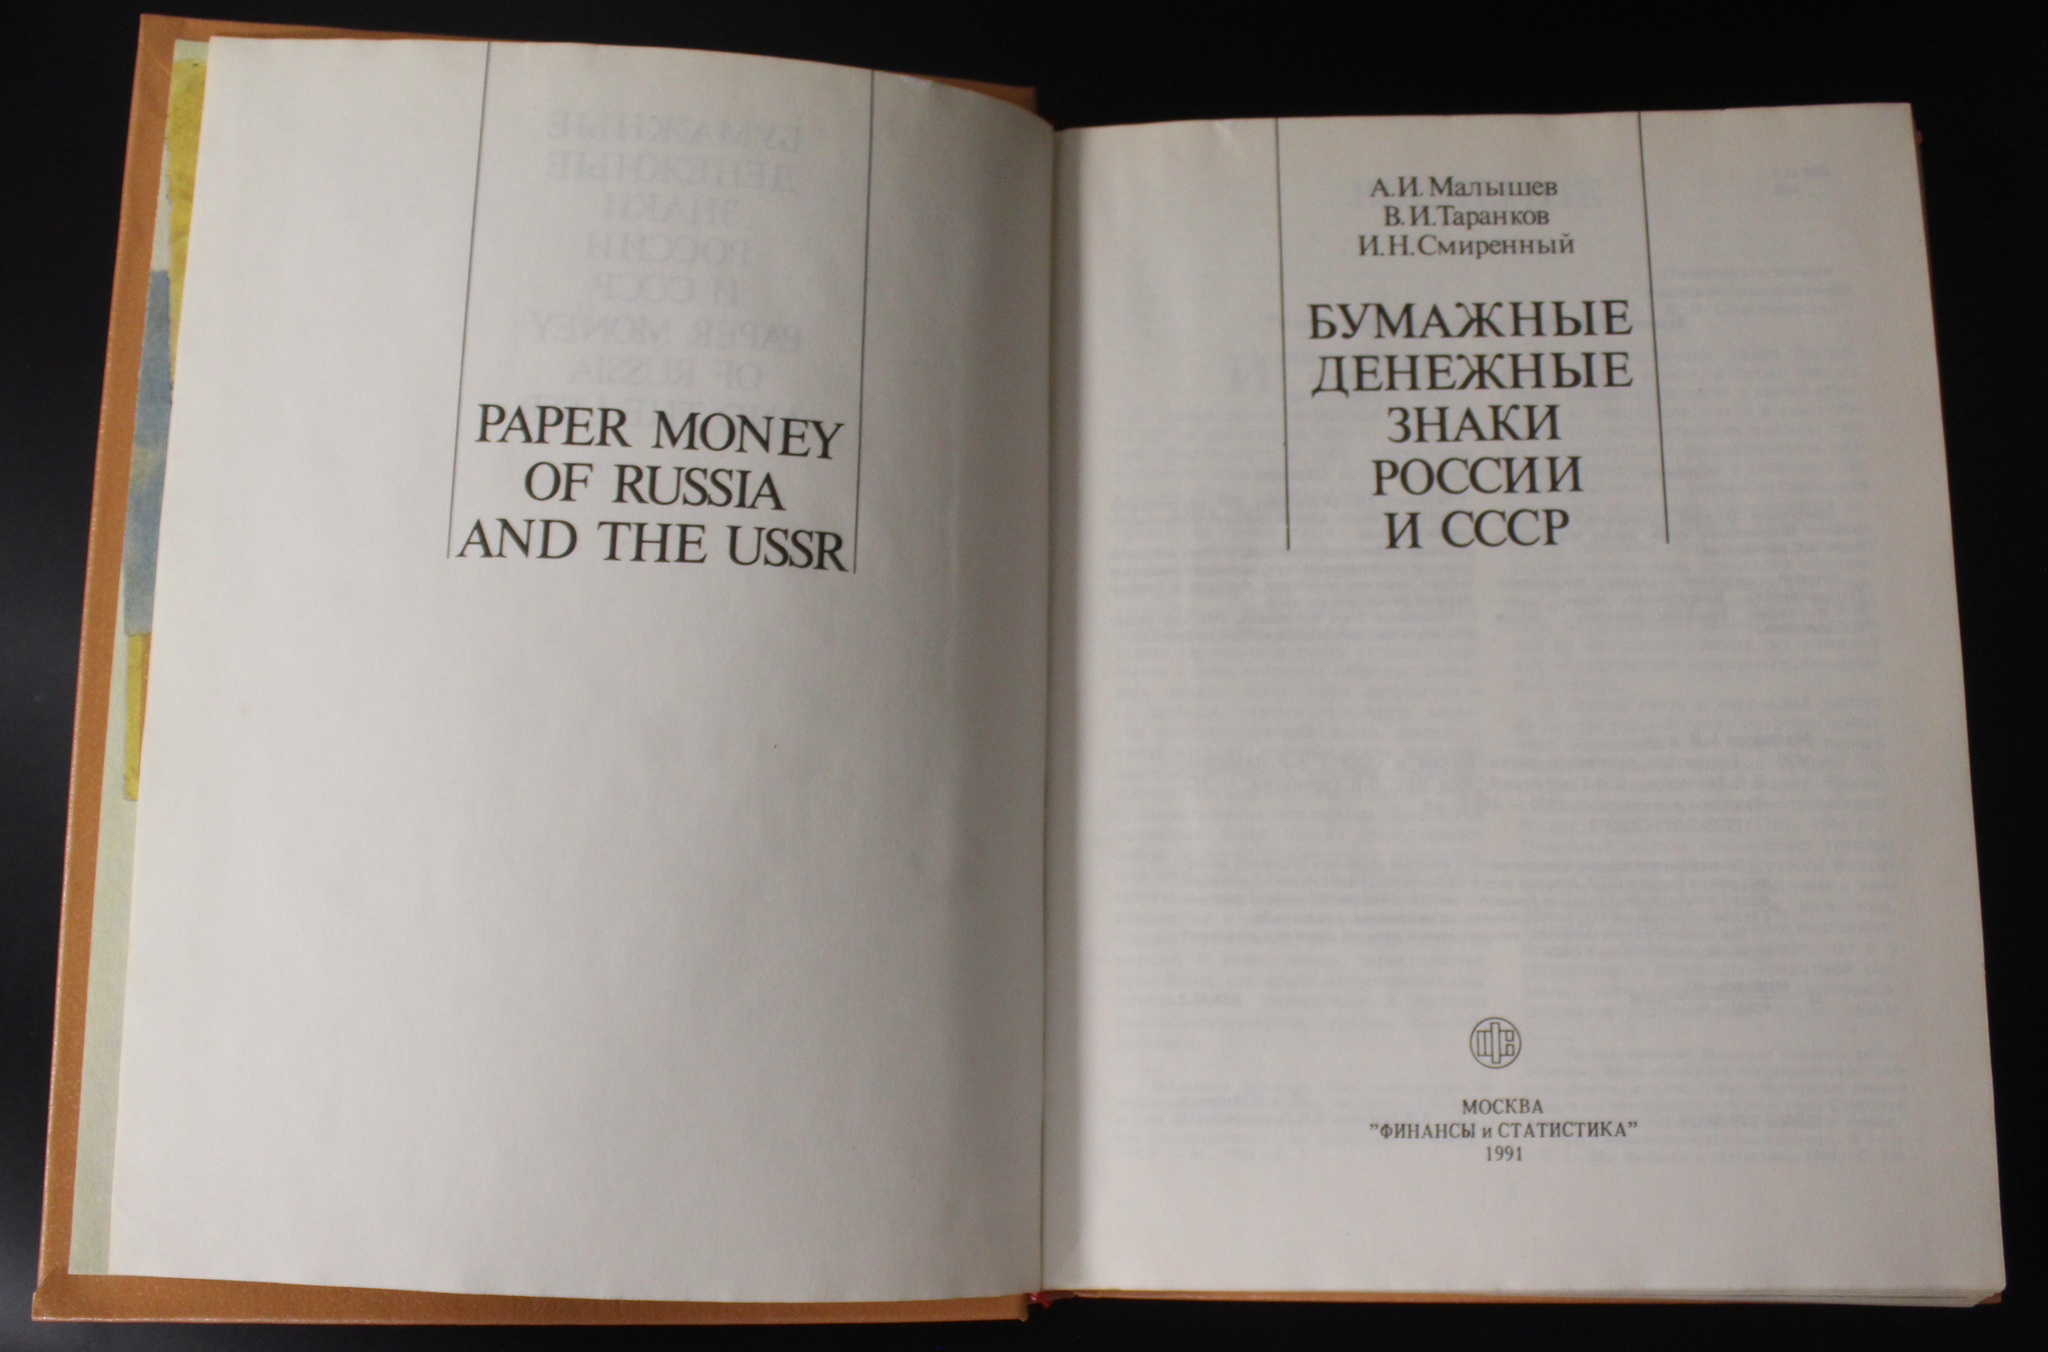 PAPER MONEY
OF RUSSIA
AND THE USSR
А.И. Малышев
В.И.Таранков
И.Н.Смиренный
БУМАЖНЫЕ
ДЕНЕЖНЫЕ
ЗНАКИ
РОССИИ
И СССР
МОСКВА
"ФИНАНСЫ и СТАТИСТИКА"
1991